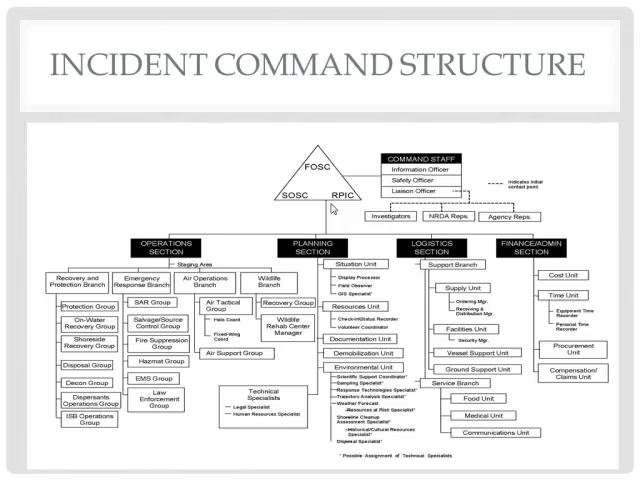 INCIDENT COMMAND STRUCTURE
FOSC
SOSC RPIC
COMMAND STAFF
Information Officer
Safety Officer
Liaison Officer
Indicates initial
contact point
Investigators
NRDA Reps.
Agency Reps.
OPERATIONS
SECTION
Staging Area
Recovery and
Protection Branch
Protection Group
On-Water
Recovery Group
Shoreside
Recovery Group
Disposal Group
Decon Group
Dispersants
Operations Group
ISB Operations
Group
Emergency
Response Branch
SAR Group
Salvage/Source
Control Group
Fire Suppression
Group
Hazmat Group
EMS Group
Law
Enforcement
Group
Air Operations
Branch
Air Tactical
Group
Helo Coord
Fixed-Wing
Coord
Air Support Group
Wildlife
Branch
Recovery Group
Wildlife
Rehab Center
Manager
Technical
Specialists
Legal Specialist
Human Resources Specialist
PLANNING
SECTION
Situation Unit
Display Processor
Field Observer
GIS Specialist*
Resources Unit
Check-in/Status Recorder
Volunteer Coordinator
Documentation Unit
Demobilization Unit
Environmental Unit
Scientific Support Coordinator*
Sampling Specialist*
Response Technologies Specialist*
Trajectory Analysis Specialist*
Weather Forecast
Resources at Risk Specialist*
Shoreline Cleanup
Assessment Specialist*
Historical/Cultural Resources
Specialist*
Disposal Specialist*
LOGISTICS
SECTION
Support Branch
Supply Unit
Ordering Mgr.
Receiving &
Distribution Mgr.
Facilities Unit
Security Mgr.
Vessel Support Unit
Ground Support Unit
Service Branch
Food Unit
Medical Unit
Communications Unit
FINANCE/ADMIN
SECTION
Cost Unit
Time Unit
Equipment Time
Recorder
Personal Time
Recorder
Procurement
Unit
Compensation/
Claims Unit
* Possible Assignment of Technical Specialists